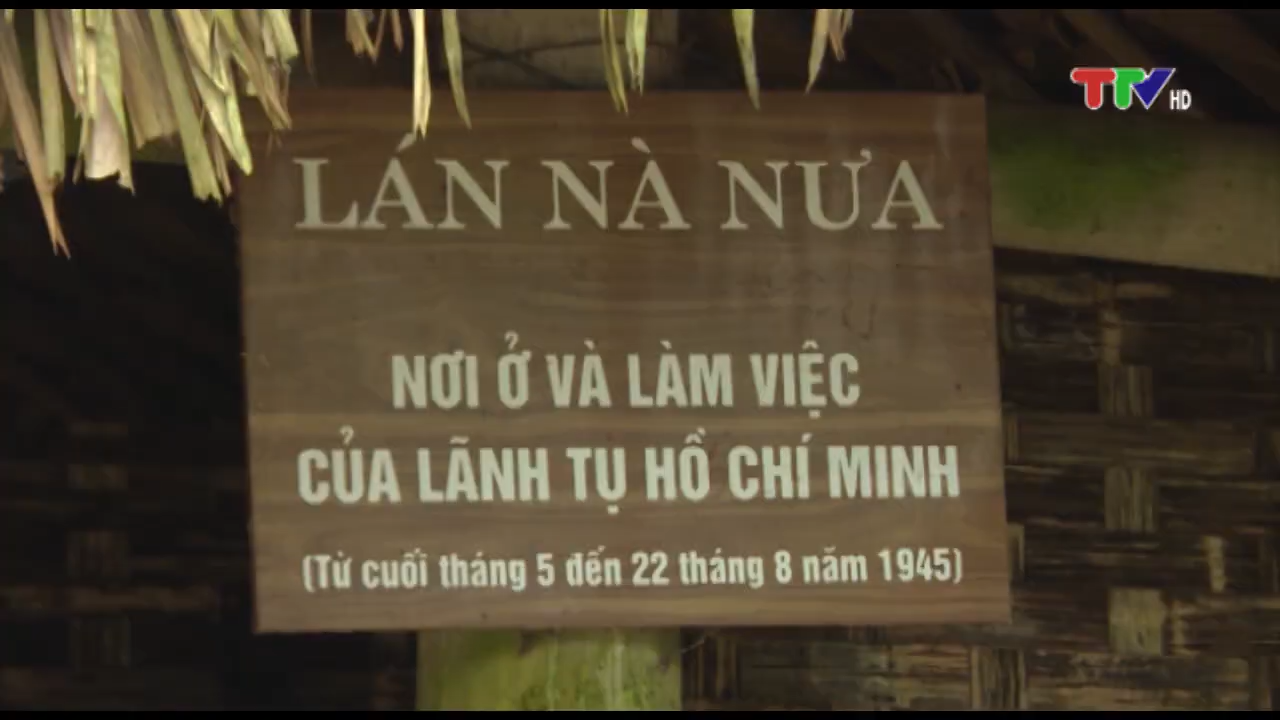 TTV HD
LÁN NÀ NƯA
NƠI Ở VÀ LÀM VIỆC
CỦA LÃNH TỤ HỒ CHÍ MINH
(Từ cuối tháng 5 đến 22 tháng 8 năm 1945)